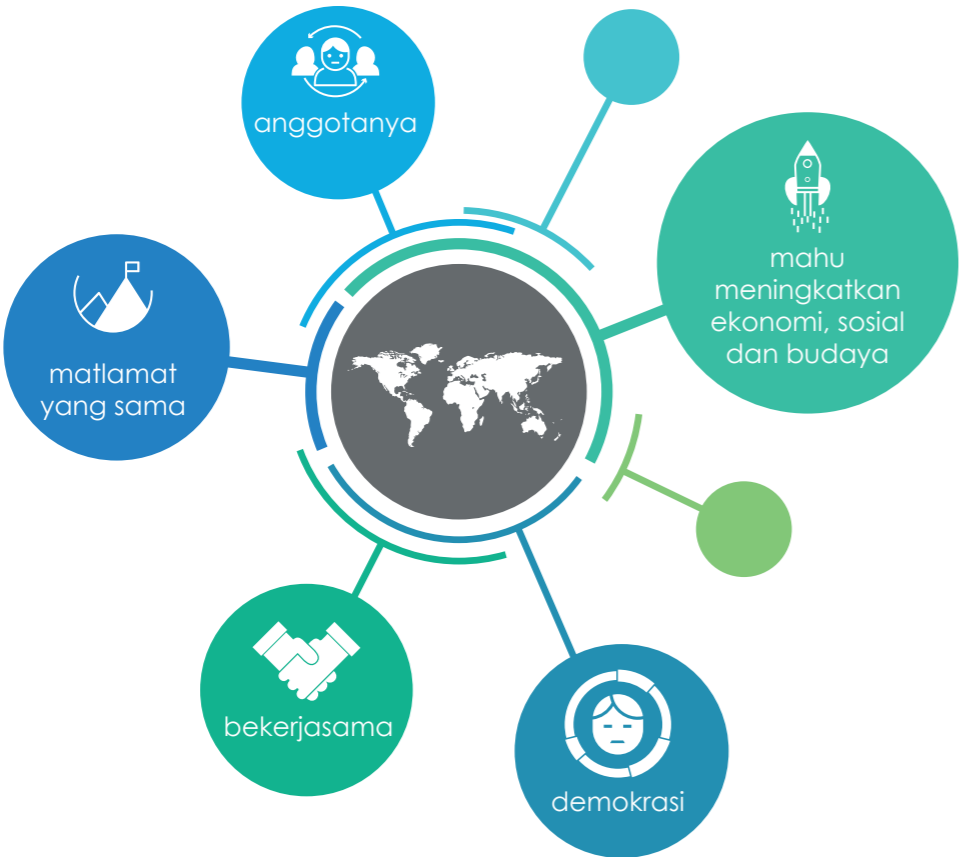 anggotanya
mahu
meningkatkan
ekonomi, sosial
dan budaya
matlamat
yang sama
bekerjasama
demokrasi